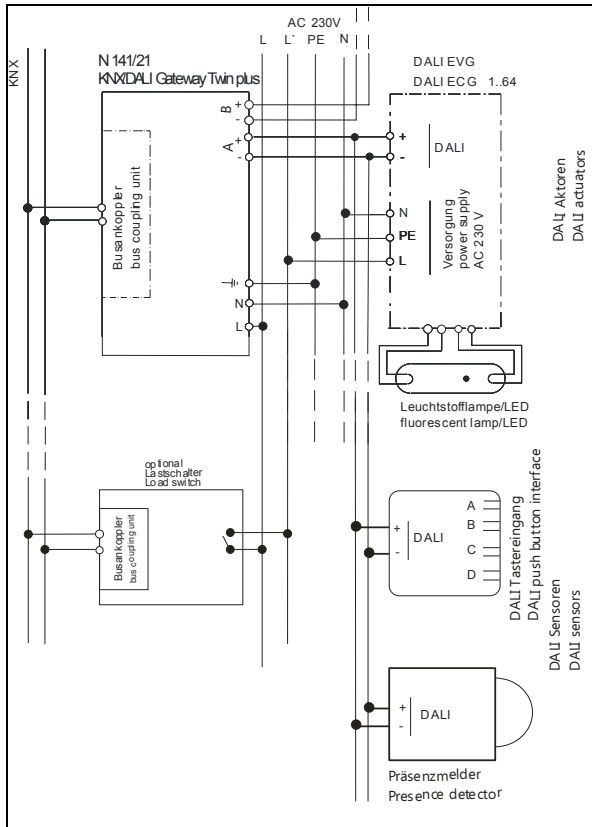 AC 230V
L L` PE N
KNX
N 141/21
KNX/DALI Gateway Twin plus
B
+
-
A
+
-
Busankoppler
bus coupling unit
N
L
DALI EVG
DALI ECG 1..64
+
-
DALI
N
PE
L
Versorgung
power supply
AC 230 V
DALI Aktoren
DALI actuators
Leuchtstofflampe/LED
fluorescent lamp/LED
optional
Lastschalter
Load switch
Busankoppler
bus coupling unit
+
-
DALI
A
B
C
D
DALI Tastereingang
DALI push button interface
DALI Sensoren
DALI sensors
+
-
DALI
Präsenzmelder
Presence detector